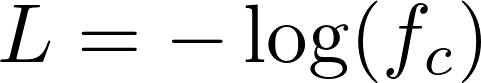 L = − log(f_c)